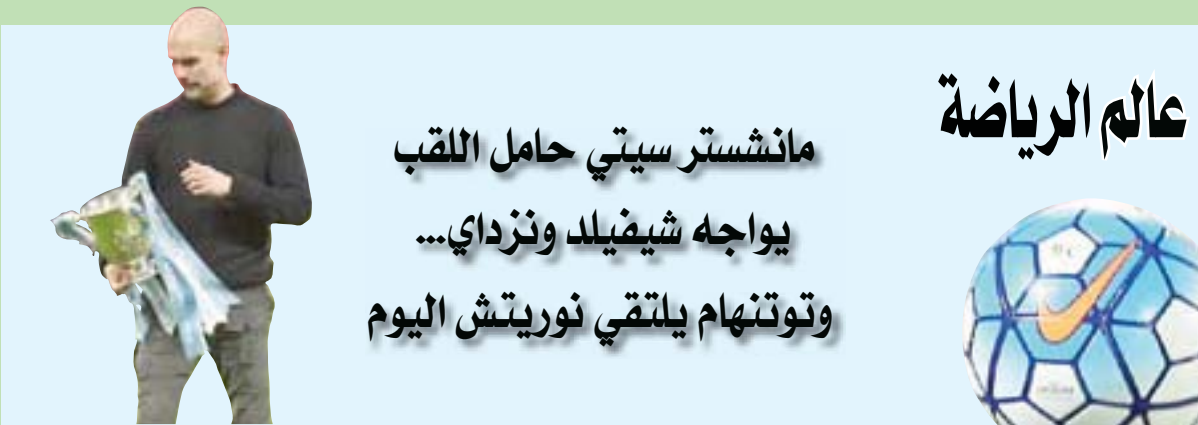 عالم الرياضة
مانشستر سيتي حامل اللقب
يواجه شيفيلد ونزداي...
وتوتنهام يلتقي نوريتش اليوم